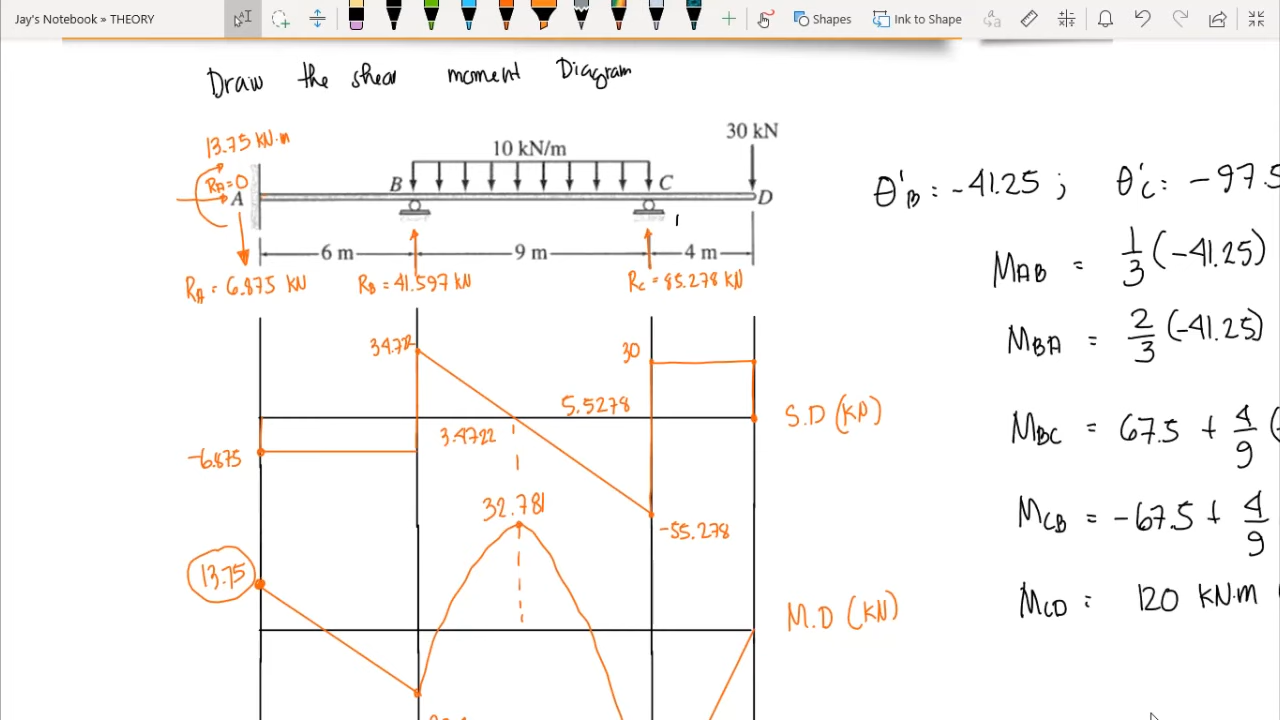 Jay's Notebook » THEORY
Shapes
Ink to Shape
Draw the shear moment Diagram
13.75 KN·m
RA=0
A
B
10 kN/m
C
30 kN
D
6 m
9 m
4 m
RA = 6.875 KN
RB = 41.597 KN
RC = 85.278 KN
θ'B : -41.25 ; θ'C : -97.5
MAB = 1/3 (-41.25)
MBA = 2/3 (-41.25)
MBC = 67.5 + 4/9 (
MCB = -67.5 + 4/9
MCD = 120 KN·m
34.722
30
5.5278
3.4722
-6.875
-55.278
S.D (KN)
32.781
13.75
M.D (KN)